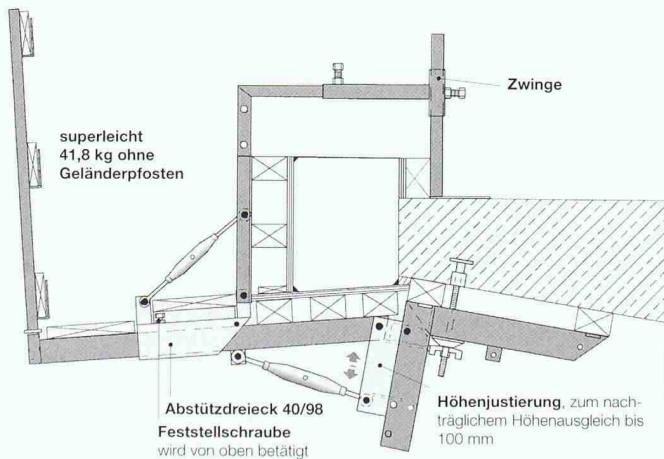 Zwinge
superleicht
41,8 kg ohne
Geländerpfosten
Abstützdreieck 40/98
Feststellschraube
wird von oben betätigt
Höhenjustierung, zum nach-
träglichem Höhenausgleich bis
100 mm